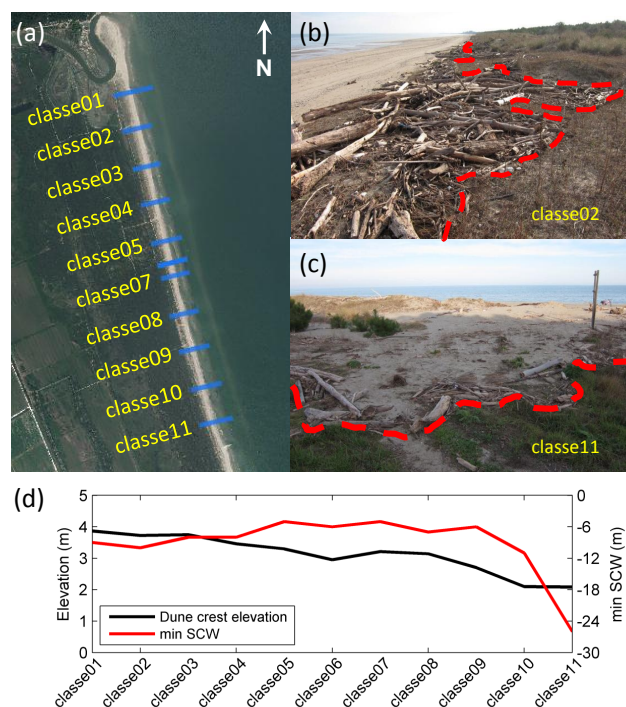 (a)
N
classe01
classe02
classe03
classe04
classe05
classe07
classe08
classe09
classe10
classe11
(b)
classe02
(c)
classe11
(d)
5
4
3
2
1
0
Elevation (m)
0
-6
-12
-18
-24
-30
min SCW (m)
Dune crest elevation
min SCW
classe01
classe02
classe03
classe04
classe05
classe06
classe07
classe08
classe09
classe10
classe11